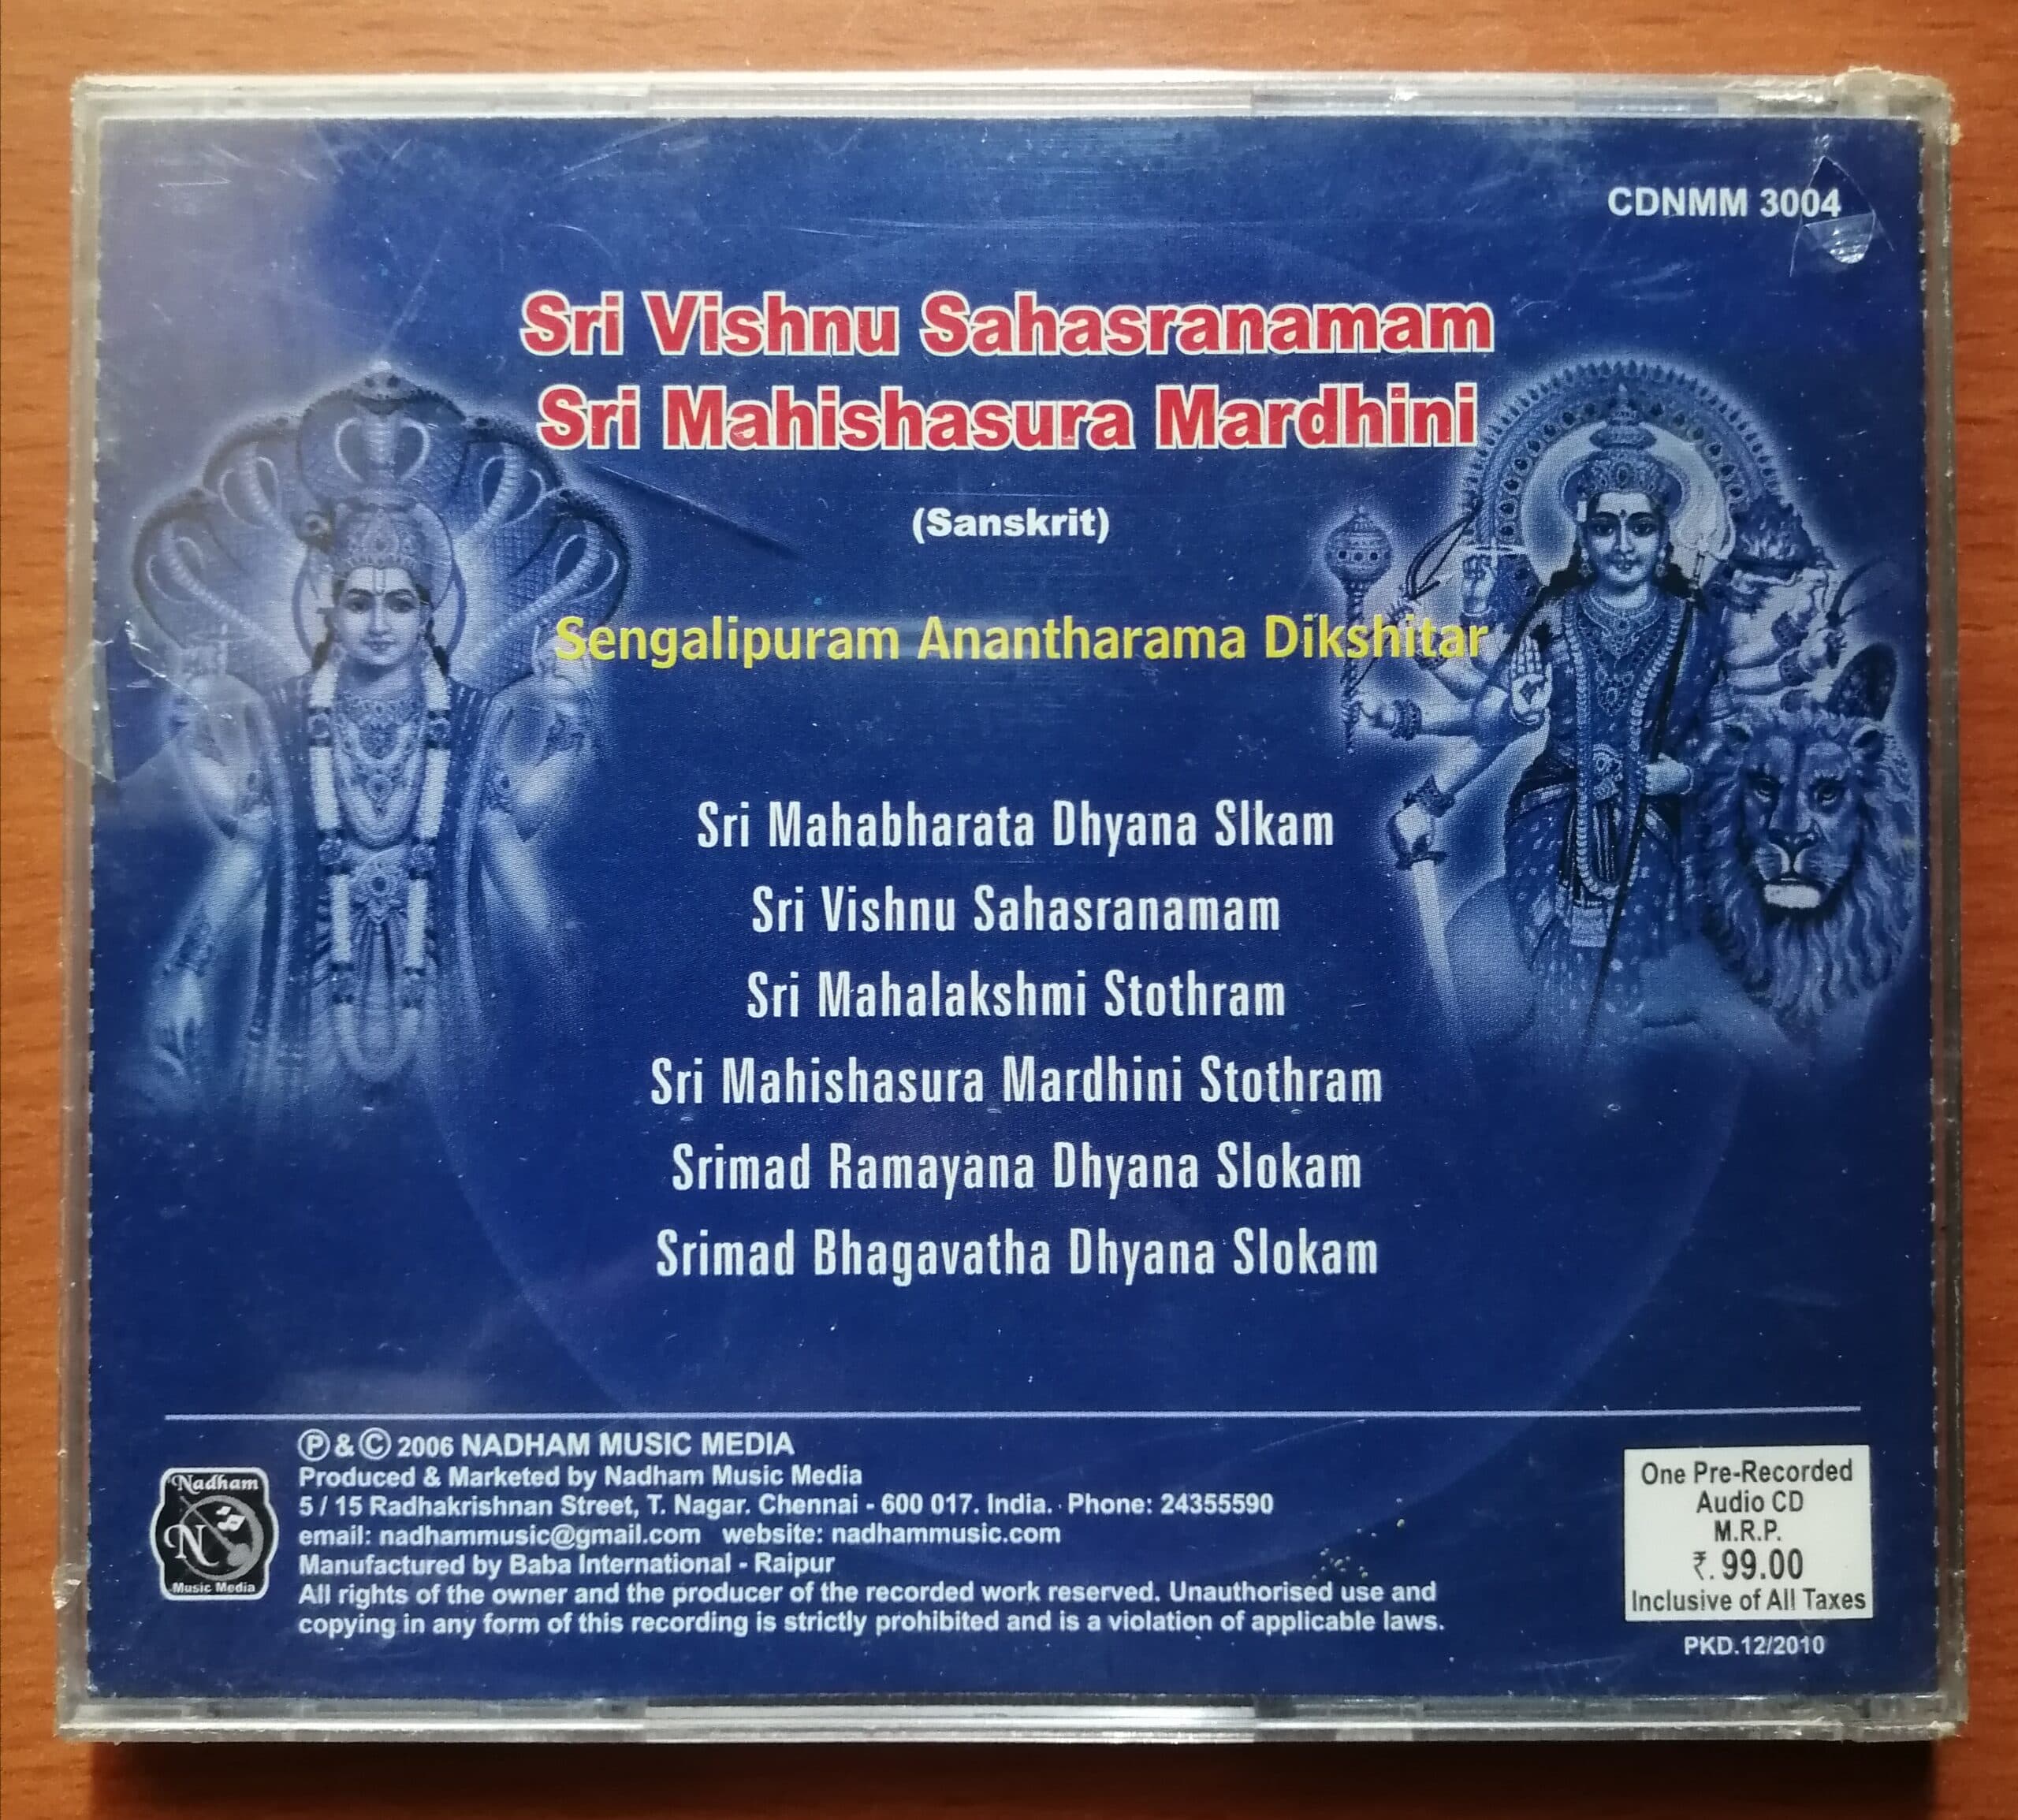 CDNMM 3004
Sri Vishnu Sahasranamam
Sri Mahishasura Mardhini
(Sanskrit)
Sengalipuram Anantharama Dikshitar
Sri Mahabharata Dhyana Slkam
Sri Vishnu Sahasranamam
Sri Mahalakshmi Stothram
Sri Mahishasura Mardhini Stothram
Srimad Ramayana Dhyana Slokam
Srimad Bhagavatha Dhyana Slokam
Ⓟ & Ⓒ 2006 NADHAM MUSIC MEDIA
Produced & Marketed by Nadham Music Media
5 / 15 Radhakrishnan Street, T. Nagar. Chennai - 600 017. India. Phone: 24355590
email: nadhammusic@gmail.com website: nadhammusic.com
Manufactured by Baba International - Raipur
All rights of the owner and the producer of the recorded work reserved. Unauthorised use and
copying in any form of this recording is strictly prohibited and is a violation of applicable laws.
Nadham
N
Music Media
One Pre-Recorded
Audio CD
M.R.P.
₹. 99.00
Inclusive of All Taxes
PKD.12/2010